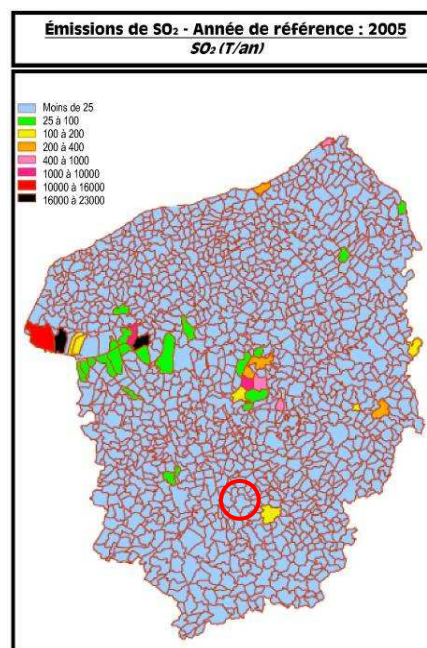 Émissions de SO₂ - Année de référence : 2005
SO₂ (T/an)
Moins de 25
25 à 100
100 à 200
200 à 400
400 à 1000
1000 à 10000
10000 à 16000
16000 à 23000